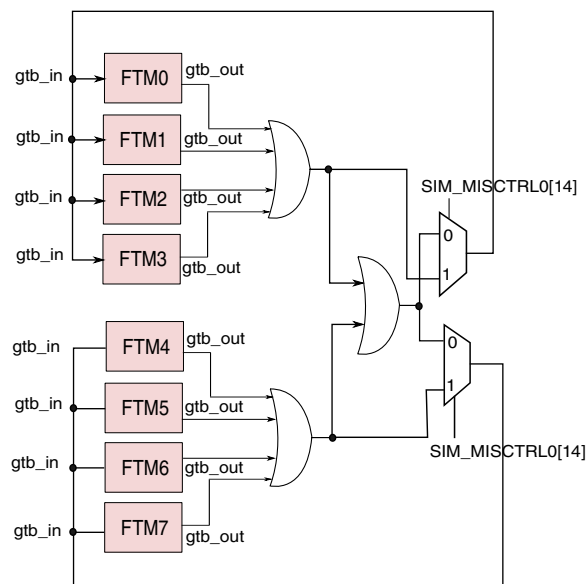 gtb_out
gtb_in
FTM0
gtb_in
FTM1
gtb_out
gtb_in
FTM2
gtb_out
gtb_in
FTM3
gtb_out
SIM_MISCTRL0[14]
0
1
gtb_in
FTM4
gtb_out
gtb_in
FTM5
gtb_out
gtb_in
FTM6
gtb_out
gtb_in
FTM7
gtb_out
0
1
SIM_MISCTRL0[14]